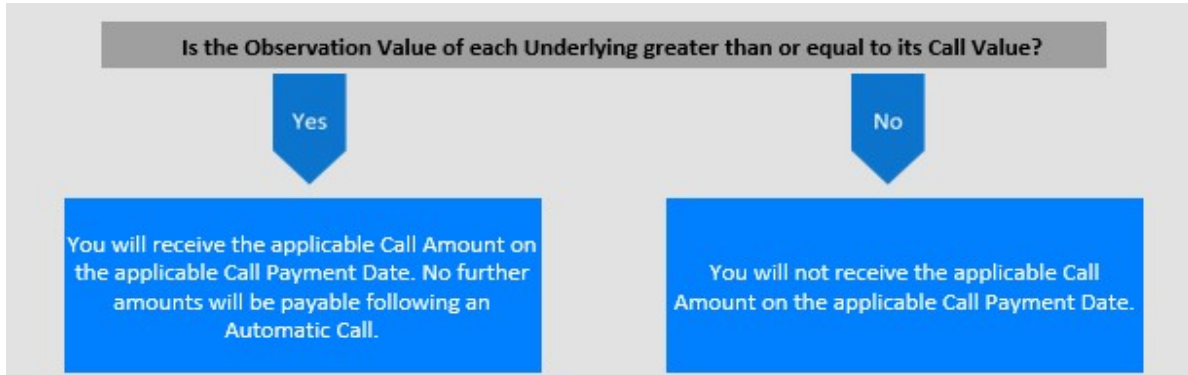 Is the Observation Value of each Underlying greater than or equal to its Call Value?
Yes
No
You will receive the applicable Call Amount on
the applicable Call Payment Date. No further
amounts will be payable following an
Automatic Call.
You will not receive the applicable Call
Amount on the applicable Call Payment Date.